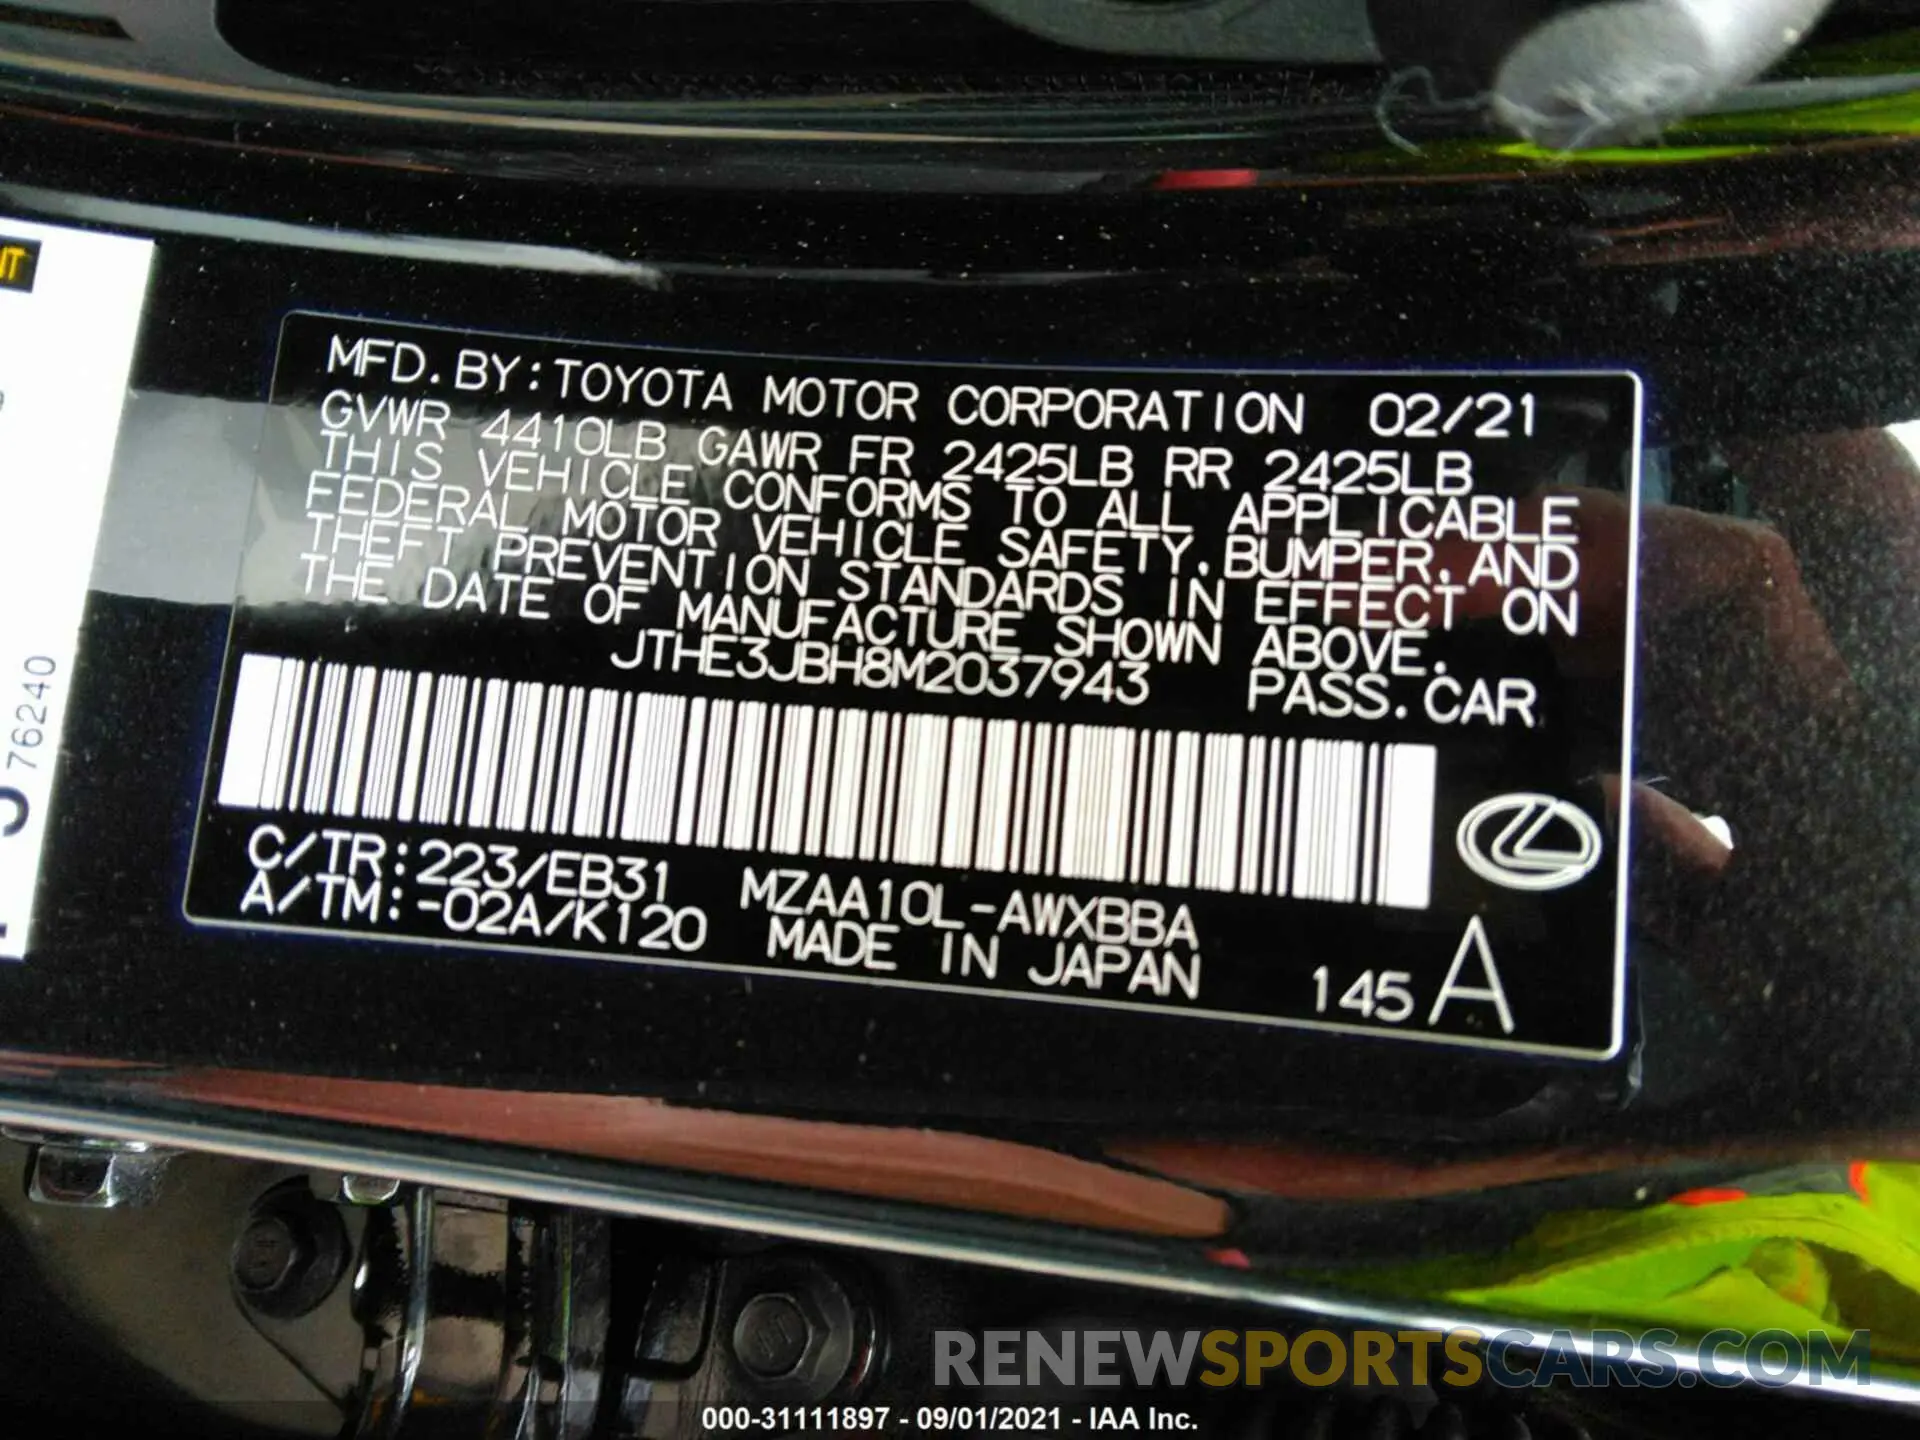 NT
76240
MFD. BY: TOYOTA MOTOR CORPORATION 02/21
GVWR 4410LB GAWR FR 2425LB RR 2425LB
THIS VEHICLE CONFORMS TO ALL APPLICABLE
FEDERAL MOTOR VEHICLE SAFETY, BUMPER, AND
THEFT PREVENTION STANDARDS IN EFFECT ON
THE DATE OF MANUFACTURE SHOWN ABOVE.
JTHE3JBH8M2037943 PASS. CAR
C/TR: 223/EB31 MZAA10L-AWXBBA
A/TM: -02A/K120 MADE IN JAPAN 145 A
RENEWSPORTSCARS.COM
000-31111897 - 09/01/2021 - IAA Inc.